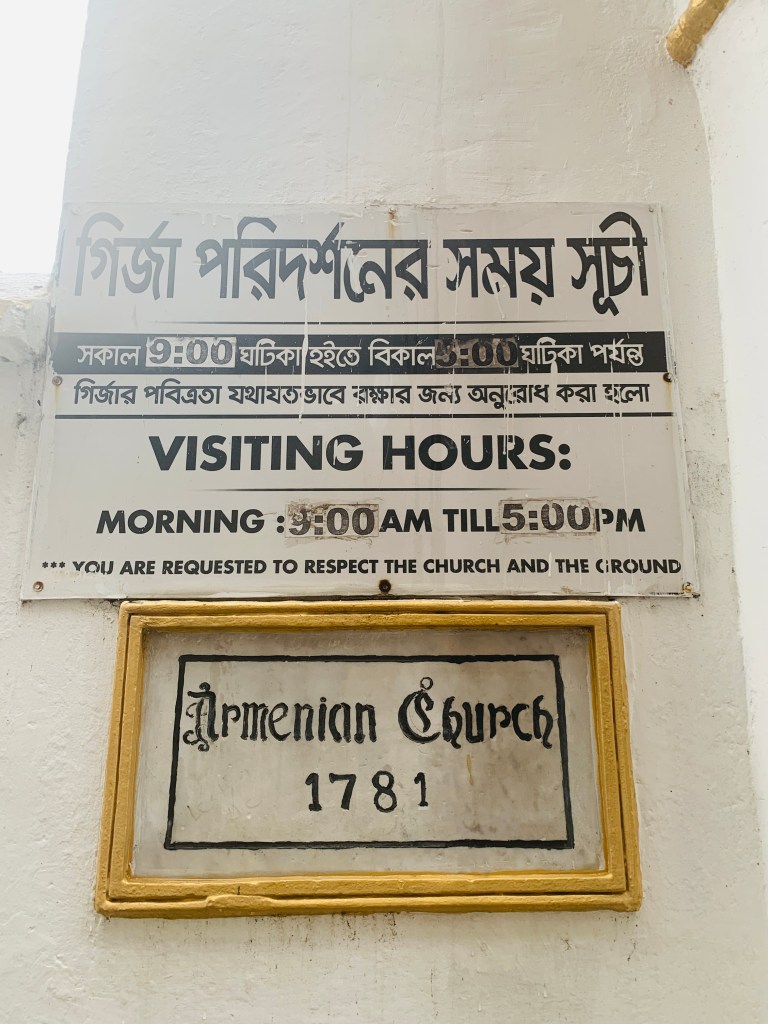 গির্জা পরিদর্শনের সময় সূচী
সকাল 9:00 ঘটিকা হইতে বিকাল 5:00 ঘটিকা পর্যন্ত
গির্জার পবিত্রতা যথাযতভাবে রক্ষার জন্য অনুরোধ করা হলো
VISITING HOURS:
MORNING : 9:00 AM TILL 5:00 PM
*** YOU ARE REQUESTED TO RESPECT THE CHURCH AND THE GROUND
Armenian Church
1781